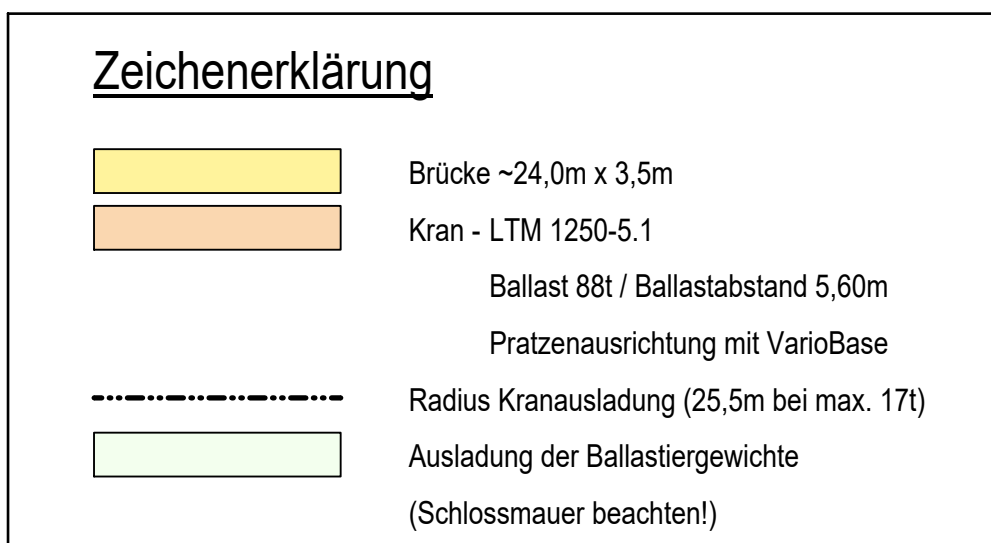 Zeichenerklärung
Brücke ~24,0m x 3,5m
Kran - LTM 1250-5.1
Ballast 88t / Ballastabstand 5,60m
Pratzenausrichtung mit VarioBase
Radius Kranausladung (25,5m bei max. 17t)
Ausladung der Ballastiergewichte
(Schlossmauer beachten!)